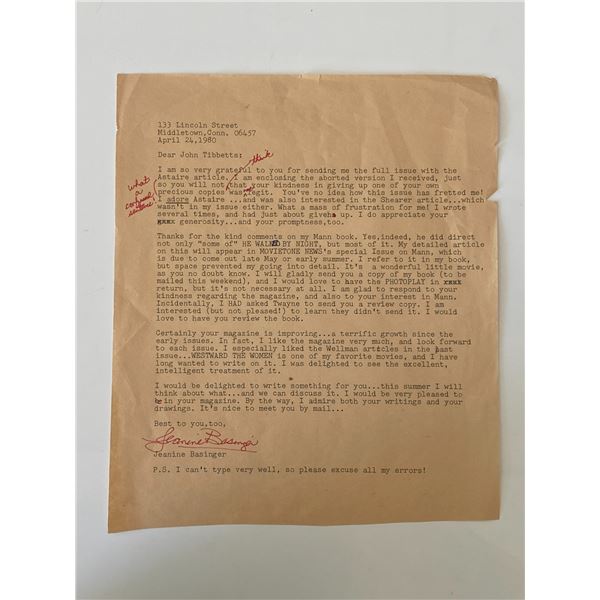 133 Lincoln Street
Middletown,Conn. 06457
April 24,1980
Dear John Tibbetts:
think
I am so very grateful to you for sending me the full issue with the
Astaire article. I am enclosing the aborted version I received, just
so you will not that your kindness in giving up one of your own
precious copies was legit. You've no idea how this issue has fretted me!
what
a
confused
sentence
I adore Astaire ...and was also interested in the Shearer article...which
wasn't in my issue either. What a mass of frustration for me! I wrote
several times, and had just about given up. I do appreciate your
xxxx generosity...and your promptness,too.
Thanks for the kind comments on my Mann book. Yes,indeed, he did direct
not only "some of" HE WALKED BY NIGHT, but most of it. My detailed article
on this will appear in MOVIETONE NEWS's special Issue on Mann, which
is due to come out late May or early summer. I refer to it in my book,
but space prevented my going into detail. It's a wonderful little movie,
as you no doubt know. I will gladly send you a copy of my book (to be
mailed this weekend), and I would love to have the PHOTOPLAY in xxxx
return, but it's not necessary at all. I am glad to respond to your
kindness regarding the magazine, and also to your interest in Mann.
Incidentally, I HAD asked Twayne to send you a review copy. I am
interested (but not pleased!) to learn they didn't send it. I would
love to have you review the book.
Certainly your magazine is improving...a terrific growth since the
early issues. In fact, I like the magazine very much, and look forward
to each issue. I especially liked the Wellman articles in the past
issue...WESTWARD THE WOMEN is one of my favorite movies, and I have
long wanted to write on it. I was delighted to see the excellent,
intelligent treatment of it.
I would be delighted to write something for you...this summer I will
think about what...and we can discuss it. I would be very pleased to
be in your magazine. By the way, I admire both your writings and your
drawings. It's nice to meet you by mail...
Best to you,too,
Jeanine Basinger
Jeanine Basinger
P.S. I can't type very well, so please excuse all my errors!